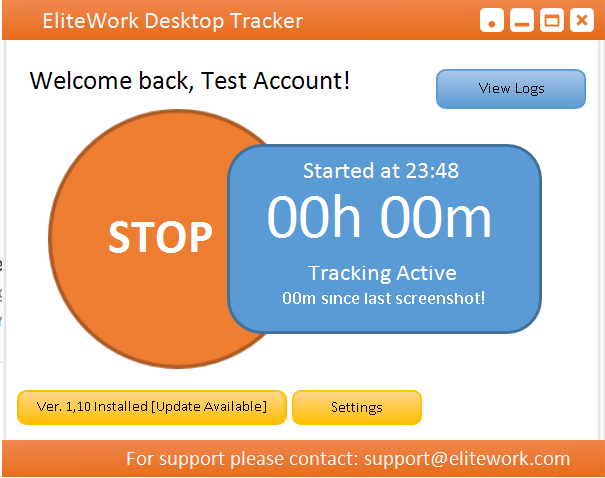 EliteWork Desktop Tracker
Welcome back, Test Account!
View Logs
STOP
Started at 23:48
00h 00m
Tracking Active
00m since last screenshot!
Ver. 1,10 Installed [Update Available]
Settings
For support please contact: support@elitework.com